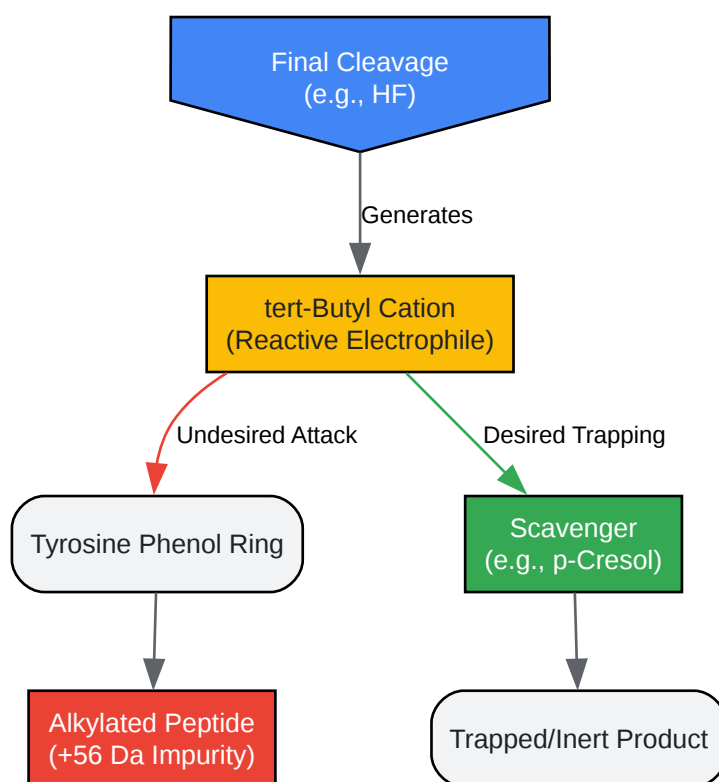 Final Cleavage
(e.g., HF)
Generates
tert-Butyl Cation
(Reactive Electrophile)
Undesired Attack
Desired Trapping
Tyrosine Phenol Ring
Scavenger
(e.g., p-Cresol)
Alkylated Peptide
(+56 Da Impurity)
Trapped/Inert Product